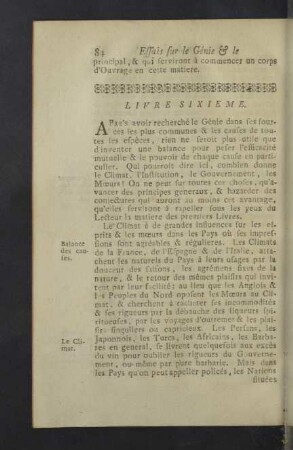 84 Essais sur le Génie & le
principal, & qui serviront à commencer un corps
d'Ouvrage en cette matiere.
LIVRE SIXIEME.
APRÈS avoir recherché le Génie dans ses sour-
ces les plus communes & les causes de toutes
les espèces, rien ne seroit plus utile que
d'inventer une balance pour peser l'efficacité
mutuelle & le pouvoir de chaque cause en parti-
culier. Qui pourroit dire ici, combien donne
le Climat, l'Institution, le Gouvernement, les
Mœurs? On ne peut sur toutes ces choses, qu'a-
vancer des principes generaux, & hazarder des
conjectures qui auront au moins cet avantage,
qu'elles serviront à rapeller sous les yeux du
Lecteur la matiere des premiers Livres.
Le Climat a de grandes influences sur les es-
prits & les mœurs dans les Pays où ses impres-
Balance
des cau-
ses.
sions sont agréables & régulieres. Les Climats
de la France, de l'Espagne & de l'Italie, atta-
chent les naturels du Pays à leurs usages par la
douceur des saisons, les agrémens fixes de la
nature, & le retour des mêmes plaisirs qui invi-
tent par leur facilité: au lieu que les Anglois &
les Peuples du Nord oposent les Mœurs au Cli-
mat, & cherchent à racheter ses incommodités
& ses rigueurs par la débauche des liqueurs spi-
ritueuses, par les voyages d'outremer & les plai-
sirs singuliers ou capricieux. Les Persans, les
Le Cli-
mat.
Japonnois, les Turcs, les Africains, les Barba-
res en general, se livrent quelquefois aux excès
du vin pour oublier les rigueurs du Gouverne-
ment, ou même par pure barbarie. Mais dans
les Pays qu'on peut appeller policés, les Nations
situées